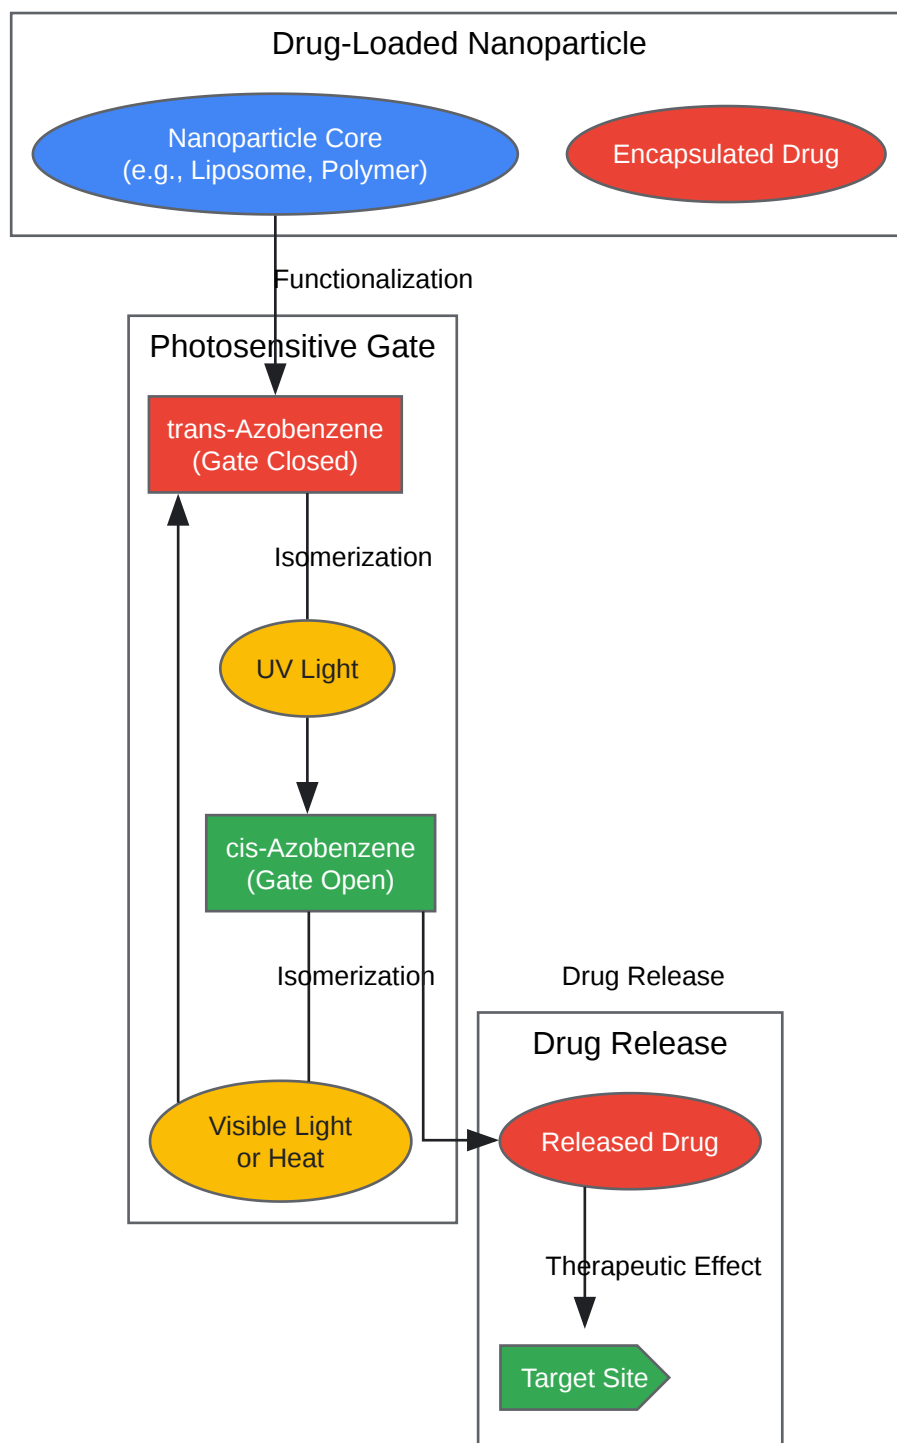 Drug-Loaded Nanoparticle
Nanoparticle Core
(e.g., Liposome, Polymer)
Encapsulated Drug
Functionalization
Photosensitive Gate
trans-Azobenzene
(Gate Closed)
Isomerization
UV Light
cis-Azobenzene
(Gate Open)
Isomerization
Drug Release
Drug Release
Visible Light
or Heat
Released Drug
Therapeutic Effect
Target Site